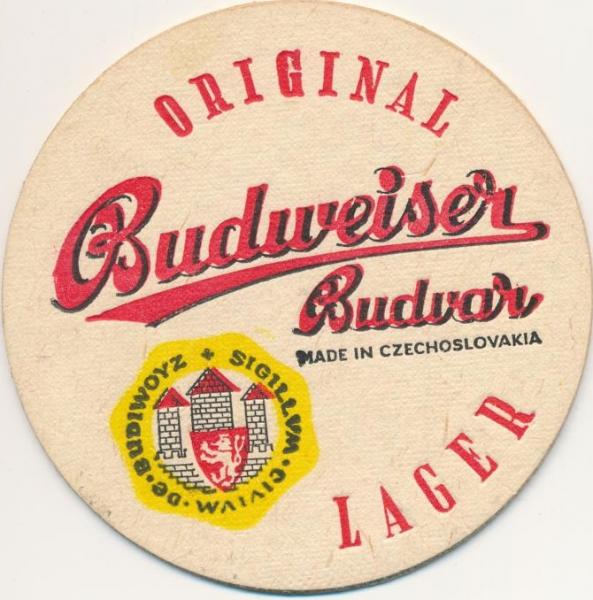 ORIGINAL
Budweiser
Budvar
MADE IN CZECHOSLOVAKIA
SIGILLVM · CIVIVM · DE · BUDIWOYZ +
LAGER